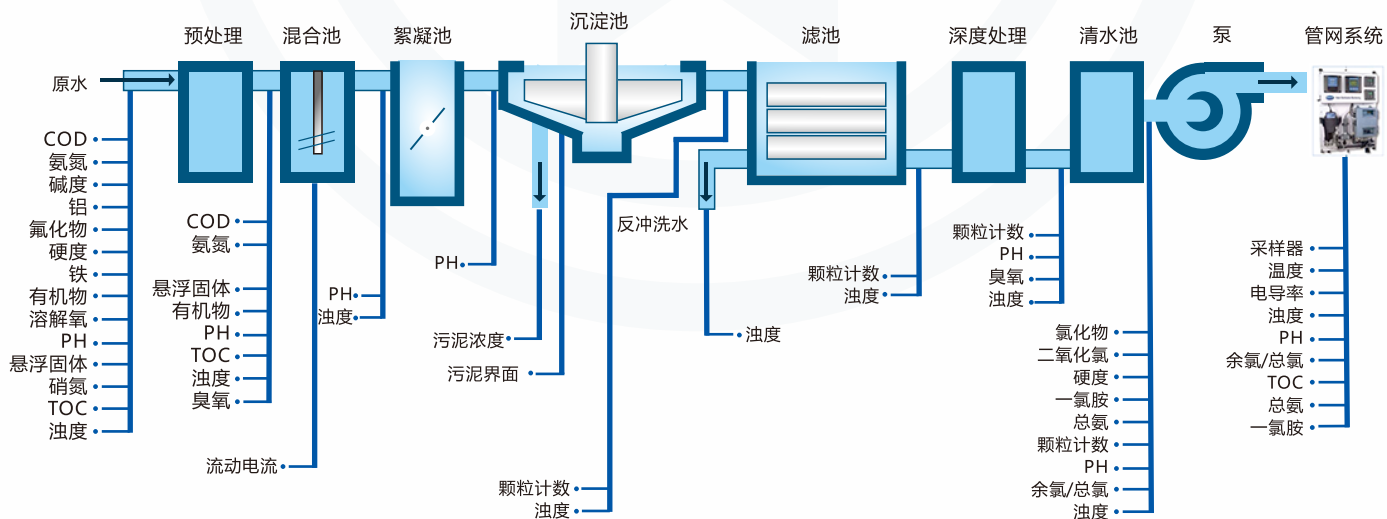 预处理
混合池
絮凝池
沉淀池
滤池
深度处理
清水池
泵
管网系统
原水
COD
氨氮
碱度
铝
氟化物
硬度
铁
有机物
溶解氧
PH
悬浮固体
硝氮
TOC
浊度
COD
氨氮
悬浮固体
有机物
PH
TOC
浊度
臭氧
流动电流
PH
浊度
PH
污泥浓度
污泥界面
颗粒计数
浊度
反冲洗水
浊度
颗粒计数
浊度
颗粒计数
PH
臭氧
浊度
氯化物
二氧化氯
硬度
一氯胺
总氨
颗粒计数
PH
余氯/总氯
浊度
采样器
温度
电导率
浊度
PH
余氯/总氯
TOC
总氨
一氯胺